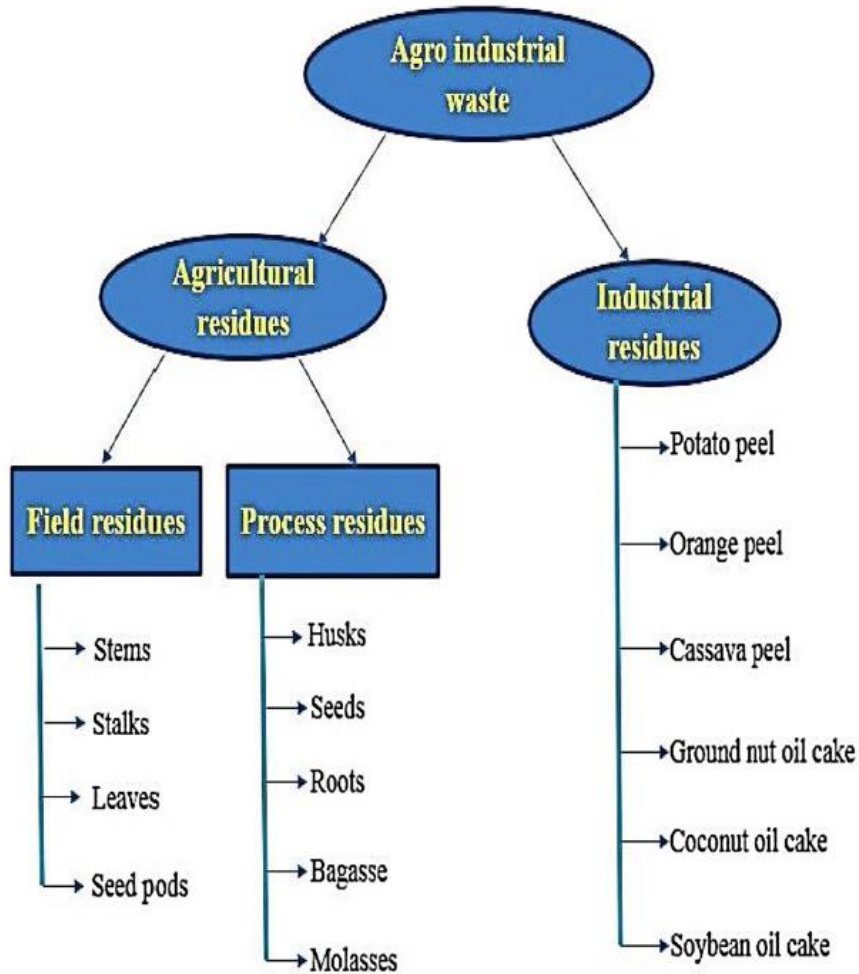 Agro industrial
waste
Agricultural
residues
Industrial
residues
Field residues
Process residues
Stems
Stalks
Leaves
Seed pods
Husks
Seeds
Roots
Bagasse
Molasses
Potato peel
Orange peel
Cassava peel
Ground nut oil cake
Coconut oil cake
Soybean oil cake